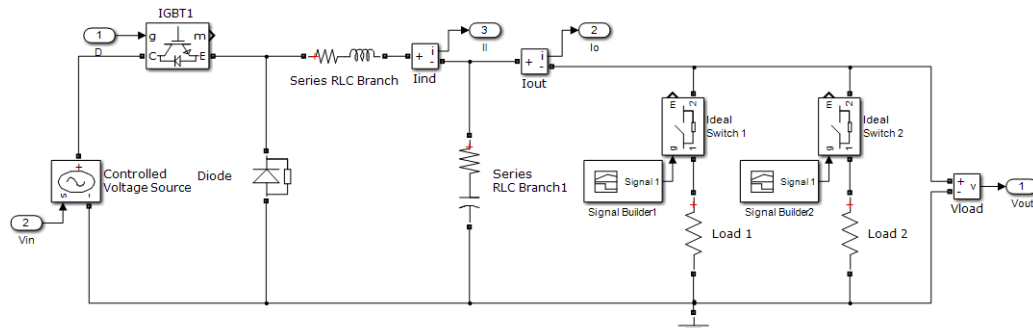 IGBT1
1
D
g
m
C
E
3
Il
2
Io
+
i
-
Iind
+
i
-
Iout
Series RLC Branch
m
2
g
1
Ideal
Switch 1
m
2
g
1
Ideal
Switch 2
+
s
-
Controlled
Voltage Source
Diode
Series
RLC Branch1
Signal 1
Signal Builder1
Signal 1
Signal Builder2
+
-
v
Vload
1
Vout
2
Vin
Load 1
Load 2